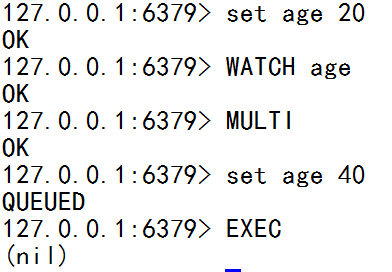 127.0.0.1:6379> set age 20
OK
127.0.0.1:6379> WATCH age
OK
127.0.0.1:6379> MULTI
OK
127.0.0.1:6379> set age 40
QUEUED
127.0.0.1:6379> EXEC
(nil)